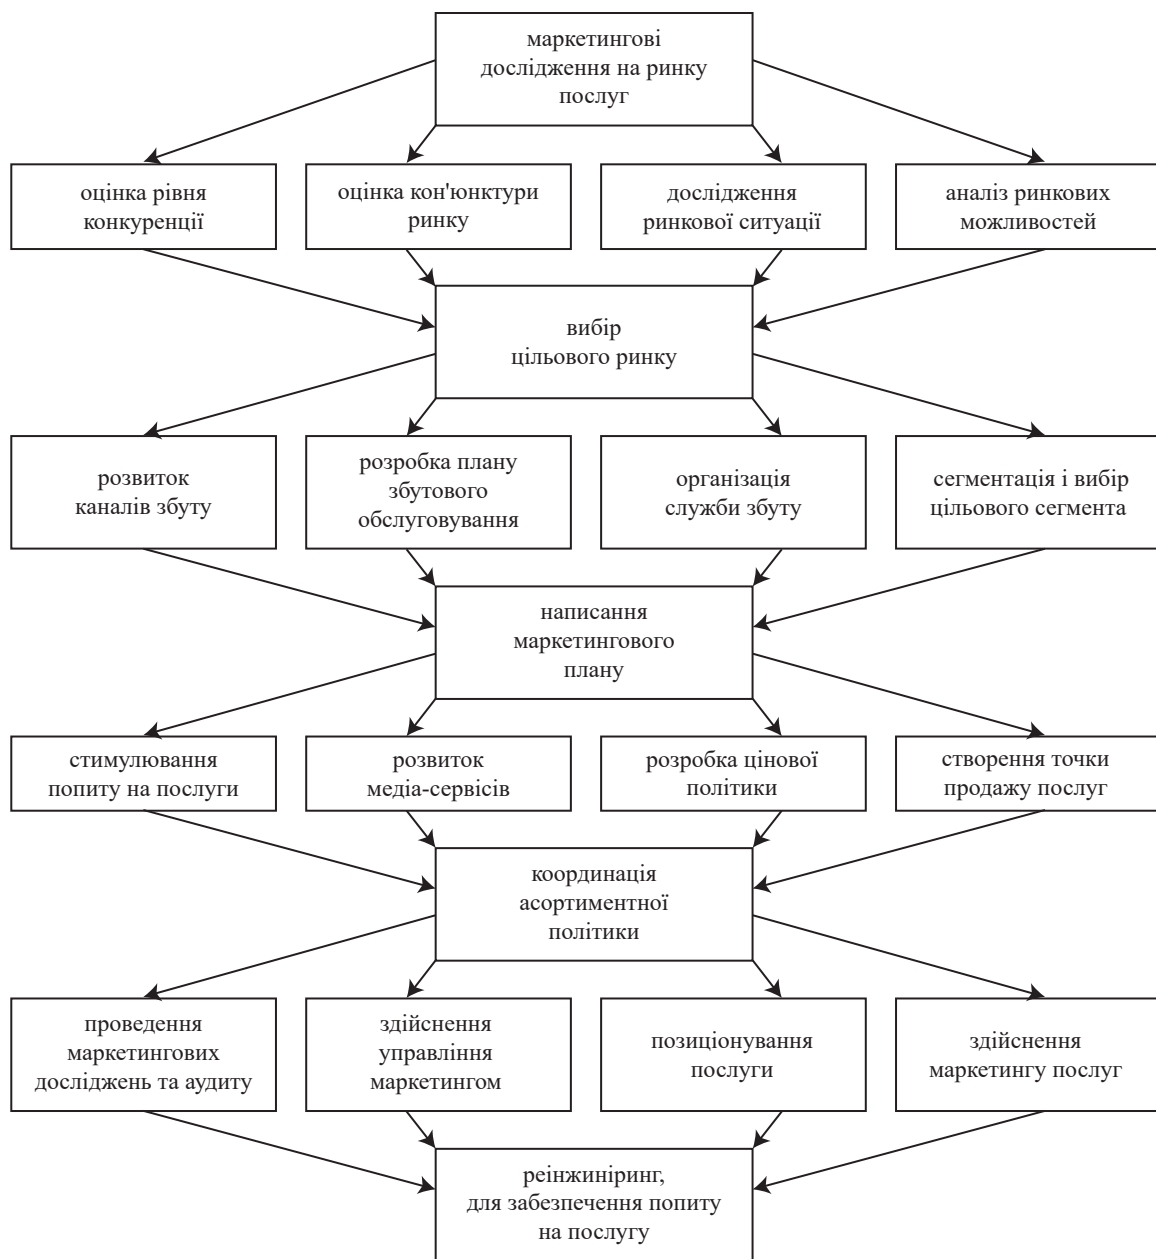 маркетингові
дослідження на ринку
послуг
оцінка рівня
конкуренції
оцінка кон'юнктури
ринку
дослідження
ринкової ситуації
аналіз ринкових
можливостей
вибір
цільового ринку
розвиток
каналів збуту
розробка плану
збутового
обслуговування
організація
служби збуту
сегментація і вибір
цільового сегмента
написання
маркетингового
плану
стимулювання
попиту на послуги
розвиток
медіа-сервісів
розробка цінової
політики
створення точки
продажу послуг
координація
асортиментної
політики
проведення
маркетингових
досліджень та аудиту
здійснення
управління
маркетингом
позиціонування
послуги
здійснення
маркетингу послуг
реінжиніринг,
для забезпечення попиту
на послугу